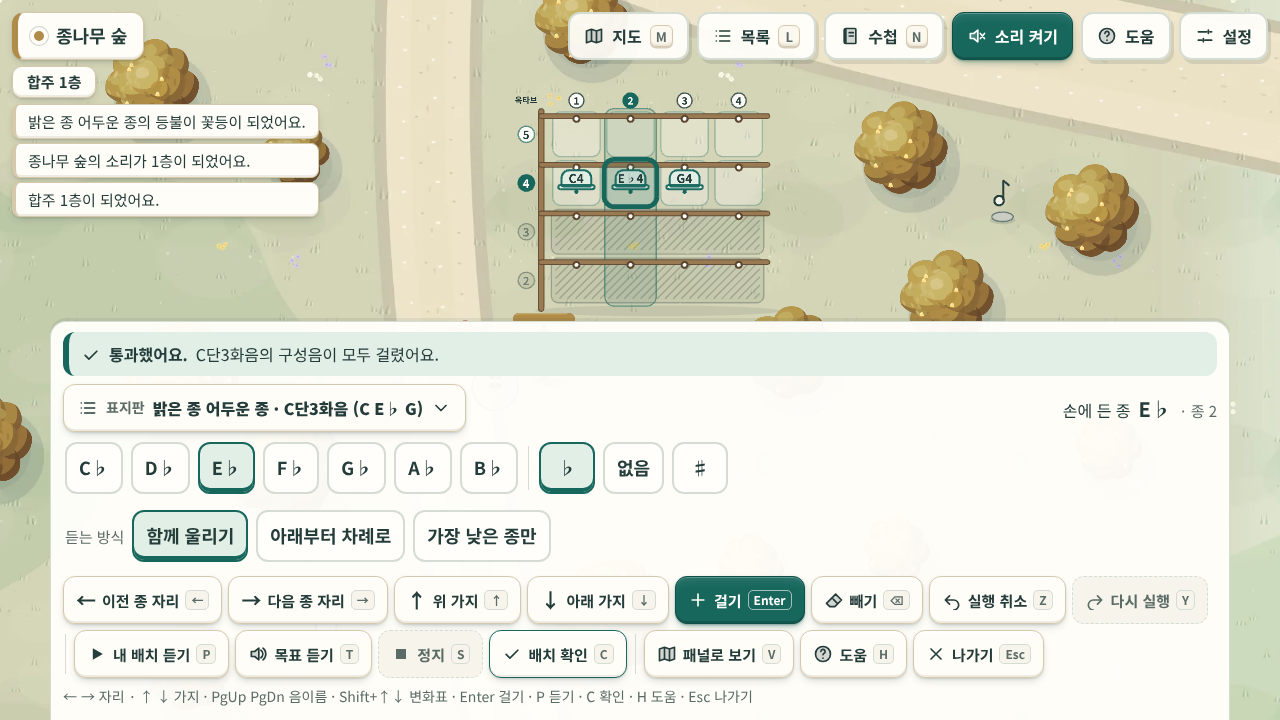 종나무 숲
지도 M
목록 L
수첩 N
소리 켜기
도움
설정
합주 1층
밝은 종 어두운 종의 등불이 꽃등이 되었어요.
종나무 숲의 소리가 1층이 되었어요.
합주 1층이 되었어요.
옥타브 1 2 3 4
5
4 C4 E♭4 G4
3
2
통과했어요. C단3화음의 구성음이 모두 걸렸어요.
표지판 밝은 종 어두운 종 · C단3화음 (C E♭ G)
손에 든 종 E♭ · 종 2
C♭ D♭ E♭ F♭ G♭ A♭ B♭ ♭ 없음 ♯
듣는 방식 함께 울리기 아래부터 차례로 가장 낮은 종만
← 이전 종 자리 ← → 다음 종 자리 → ↑ 위 가지 ↑ ↓ 아래 가지 ↓ + 걸기 Enter 빼기 ⌫ 실행 취소 Z 다시 실행 Y
내 배치 듣기 P 목표 듣기 T 정지 S 배치 확인 C 패널로 보기 V 도움 H 나가기 Esc
←→ 자리 · ↑ ↓ 가지 · PgUp PgDn 음이름 · Shift+↑↓ 변화표 · Enter 걸기 · P 듣기 · C 확인 · H 도움 · Esc 나가기